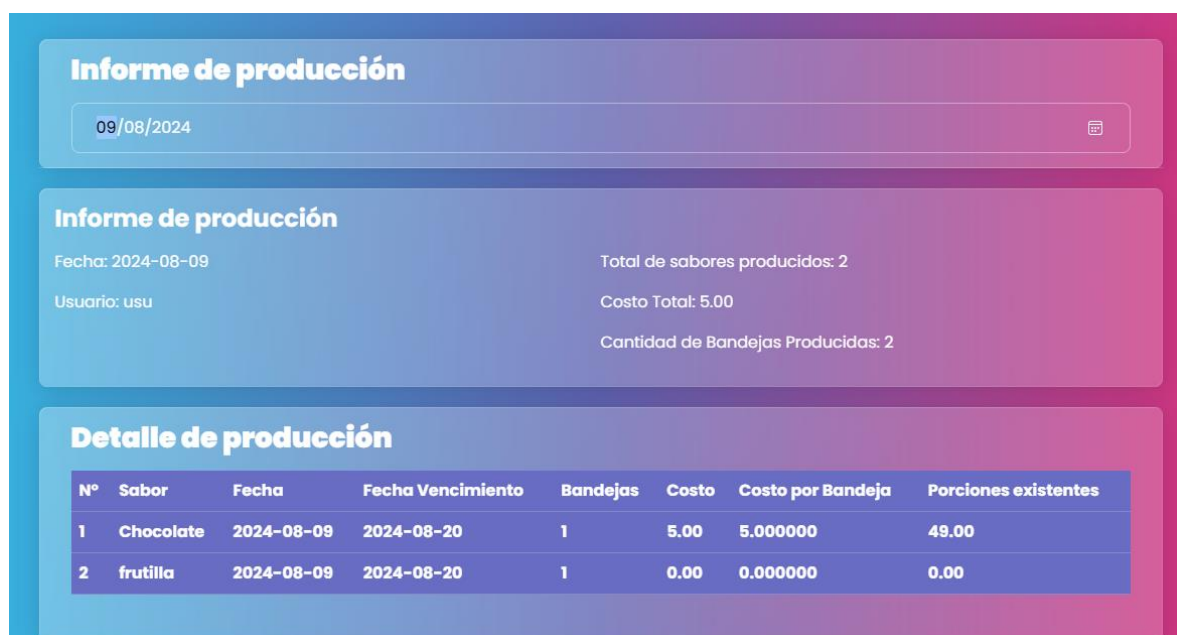 Informe de producción
09/08/2024
Informe de producción
Fecha: 2024-08-09
Usuario: usu
Total de sabores producidos: 2
Costo Total: 5.00
Cantidad de Bandejas Producidas: 2
Detalle de producción
Nº Sabor Fecha Fecha Vencimiento Bandejas Costo Costo por Bandeja Porciones existentes
1 Chocolate 2024-08-09 2024-08-20 1 5.00 5.000000 49.00
2 frutilla 2024-08-09 2024-08-20 1 0.00 0.000000 0.00